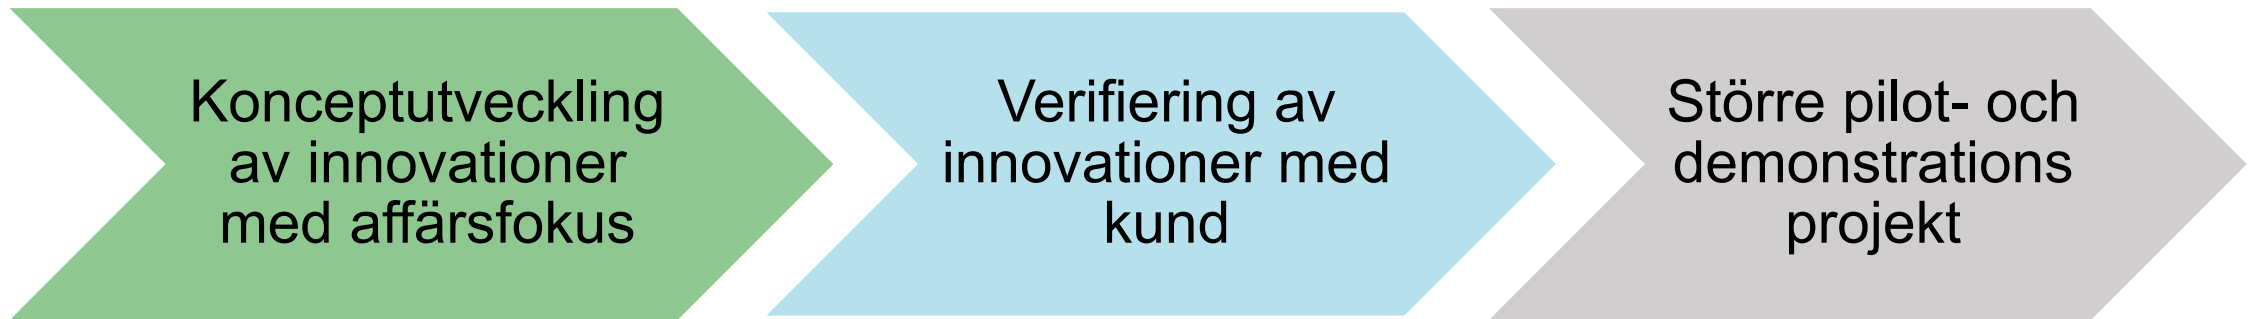 Konceptutveckling
av innovationer
med affärsfokus
Verifiering av
innovationer med
kund
Större pilot- och
demonstrations
projekt